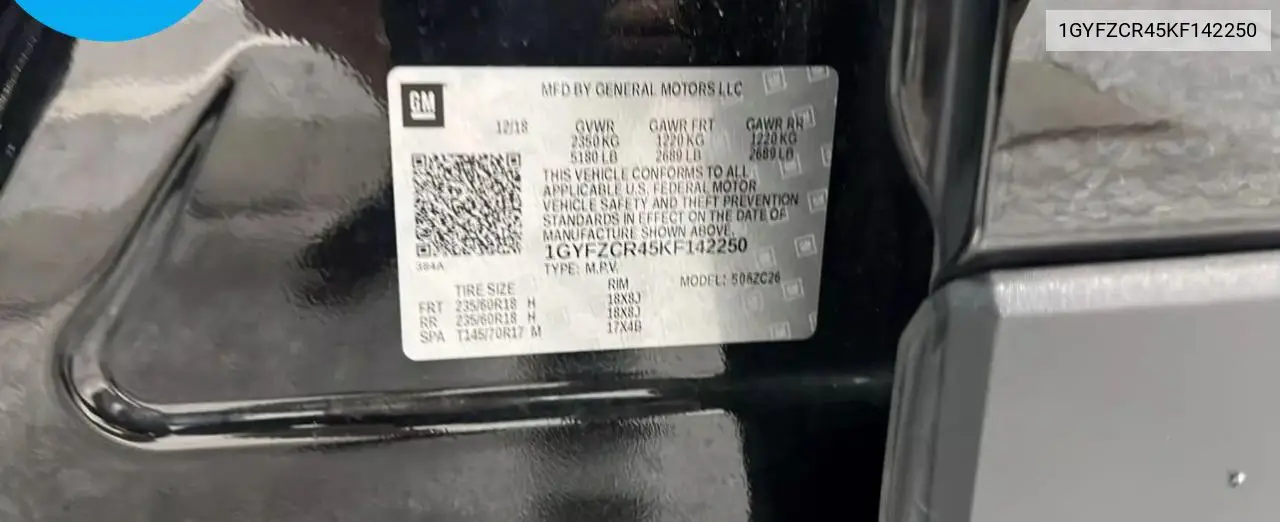 1GYFZCR45KF142250
GM
MFD BY GENERAL MOTORS LLC
12/18 GVWR GAWR FRT GAWR RR
2350 KG 1220 KG 1220 KG
5180 LB 2689 LB 2689 LB
THIS VEHICLE CONFORMS TO ALL
APPLICABLE U.S. FEDERAL MOTOR
VEHICLE SAFETY AND THEFT PREVENTION
STANDARDS IN EFFECT ON THE DATE OF
MANUFACTURE SHOWN ABOVE.
1GYFZCR45KF142250
384A
TYPE: M.P.V. MODEL: 506ZC26
TIRE SIZE RIM
FRT 235/60R18 H 18X8J
RR 235/60R18 H 18X8J
SPA T145/70R17 M 17X4B